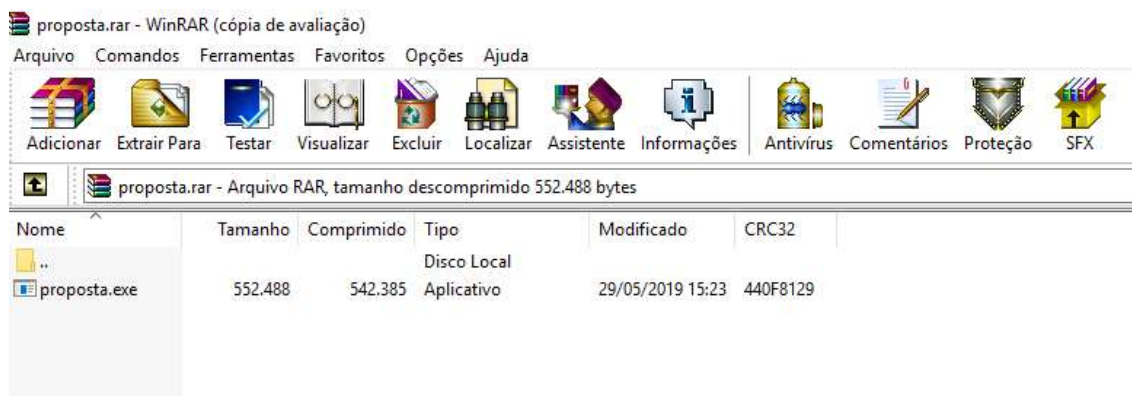 proposta.rar - WinRAR (cópia de avaliação)
Arquivo Comandos Ferramentas Favoritos Opções Ajuda
Adicionar Extrair Para Testar Visualizar Excluir Localizar Assistente Informações Antivírus Comentários Proteção SFX
proposta.rar - Arquivo RAR, tamanho descomprimido 552.488 bytes
Nome Tamanho Comprimido Tipo Modificado CRC32
.. Disco Local
proposta.exe 552.488 542.385 Aplicativo 29/05/2019 15:23 440F8129